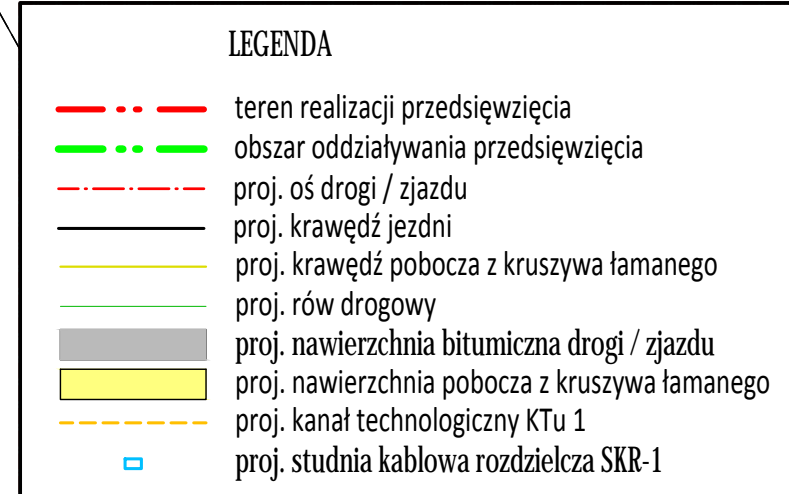 LEGENDA
teren realizacji przedsięwzięcia
obszar oddziaływania przedsięwzięcia
proj. oś drogi / zjazdu
proj. krawędź jezdni
proj. krawędź pobocza z kruszywa łamanego
proj. rów drogowy
proj. nawierzchnia bitumiczna drogi / zjazdu
proj. nawierzchnia pobocza z kruszywa łamanego
proj. kanał technologiczny KTu 1
proj. studnia kablowa rozdzielcza SKR-1